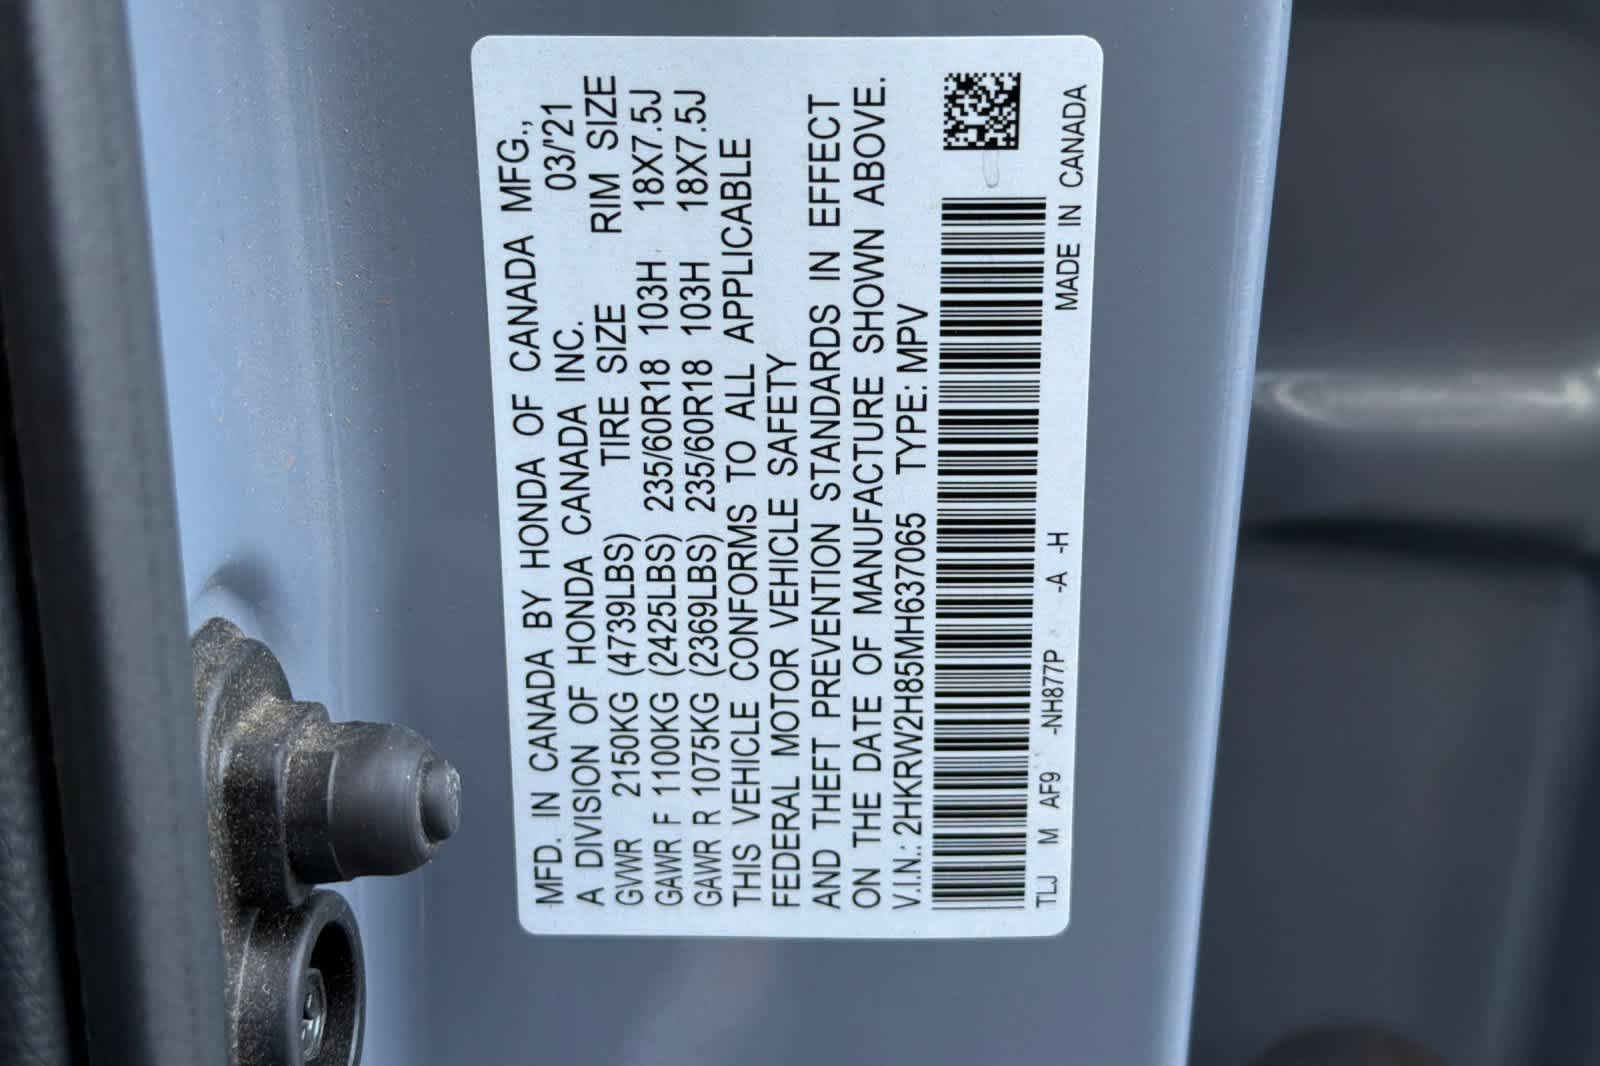 MFD. IN CANADA BY HONDA OF CANADA MFG.,
A DIVISION OF HONDA CANADA INC. 03/'21
GVWR 2150KG (4739LBS) TIRE SIZE RIM SIZE
GAWR F 1100KG (2425LBS) 235/60R18 103H 18X7.5J
GAWR R 1075KG (2369LBS) 235/60R18 103H 18X7.5J
THIS VEHICLE CONFORMS TO ALL APPLICABLE
FEDERAL MOTOR VEHICLE SAFETY
AND THEFT PREVENTION STANDARDS IN EFFECT
ON THE DATE OF MANUFACTURE SHOWN ABOVE.
V.I.N.: 2HKRW2H85MH637065 TYPE: MPV
TLJ M AF9 -NH877P -A -H MADE IN CANADA